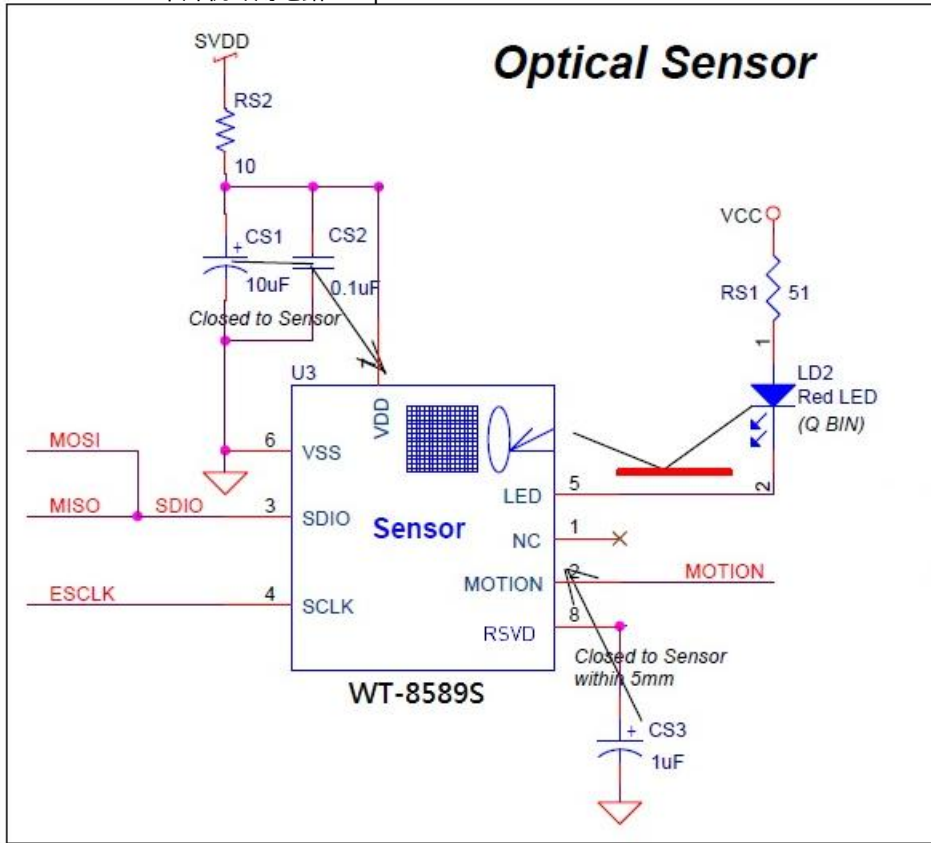 SVDD
Optical Sensor
RS2
10
CS1
+
10uF
CS2
0.1uF
Closed to Sensor
VCC
RS1 51
1
LD2
Red LED
(Q BIN)
2
U3
7
VDD
MOSI
6 VSS
MISO SDIO 3 SDIO
ESCLK 4 SCLK
Sensor
LED 5
NC 1
MOTION 2 MOTION
RSVD 8
WT-8589S
Closed to Sensor
within 5mm
+
CS3
1uF